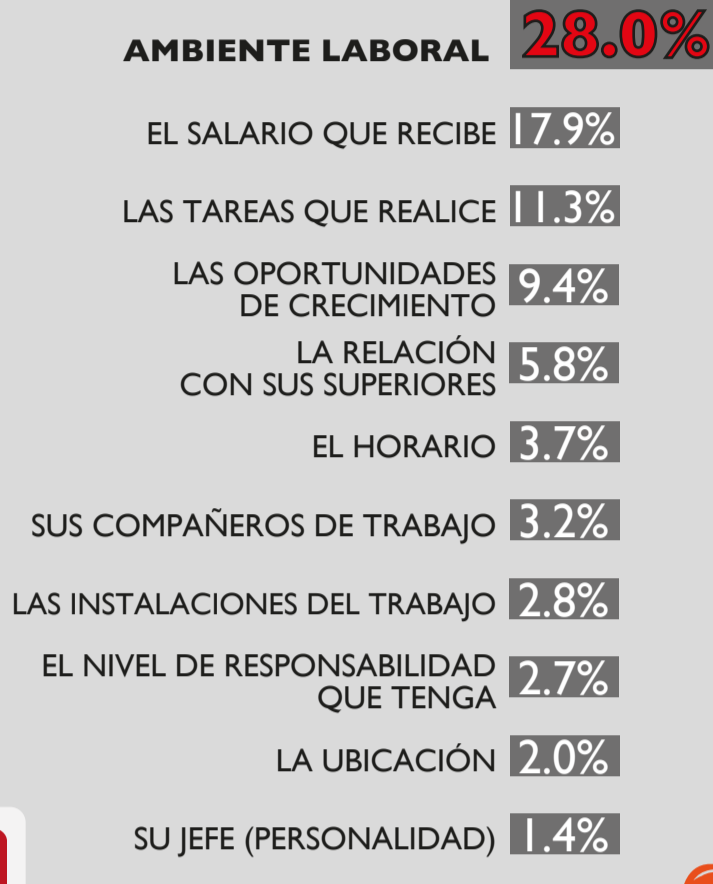 AMBIENTE LABORAL 28.0%
EL SALARIO QUE RECIBE 17.9%
LAS TAREAS QUE REALICE 11.3%
LAS OPORTUNIDADES
DE CRECIMIENTO 9.4%
LA RELACIÓN
CON SUS SUPERIORES 5.8%
EL HORARIO 3.7%
SUS COMPAÑEROS DE TRABAJO 3.2%
LAS INSTALACIONES DEL TRABAJO 2.8%
EL NIVEL DE RESPONSABILIDAD
QUE TENGA 2.7%
LA UBICACIÓN 2.0%
SU JEFE (PERSONALIDAD) 1.4%